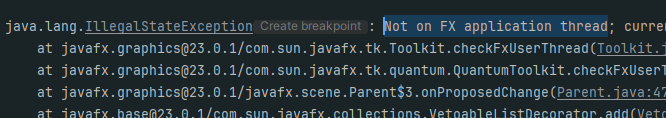 java.lang.IllegalStateException Create breakpoint : Not on FX application thread; curre
at javafx.graphics@23.0.1/com.sun.javafx.tk.Toolkit.checkFxUserThread(Toolkit.j
at javafx.graphics@23.0.1/com.sun.javafx.tk.quantum.QuantumToolkit.checkFxUserT
at javafx.graphics@23.0.1/javafx.scene.Parent$3.onProposedChange(Parent.java:47
at javafx.base@23.0.1/com.sun.javafx.collections.VetoableListDecorator.add(Veto